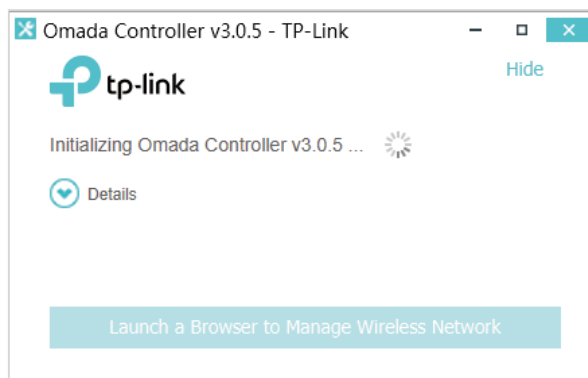 Omada Controller v3.0.5 - TP-Link
tp-link
Hide
Initializing Omada Controller v3.0.5 ...
Details
Launch a Browser to Manage Wireless Network